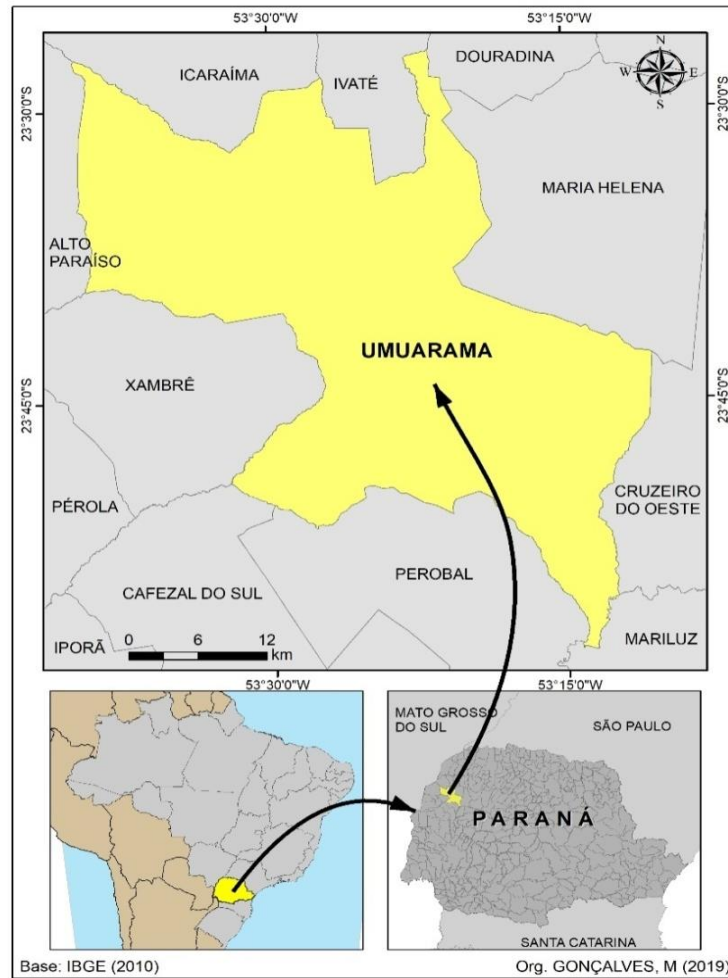 53°30'0"W
53°15'0"W
ICARAÍMA
IVATÉ
DOURADINA
N
W
E
S
23°30'0"S
23°30'0"S
MARIA HELENA
ALTO
PARAÍSO
UMUARAMA
XAMBRÊ
23°45'0"S
23°45'0"S
PÉROLA
CRUZEIRO
DO OESTE
CAFEZAL DO SUL
PEROBAL
IPORÃ
0 6 12
km
MARILUZ
53°30'0"W
53°15'0"W
MATO GROSSO
DO SUL
SÃO PAULO
PARANÁ
SANTA CATARINA
Base: IBGE (2010)
Org. GONÇALVES, M (2019)